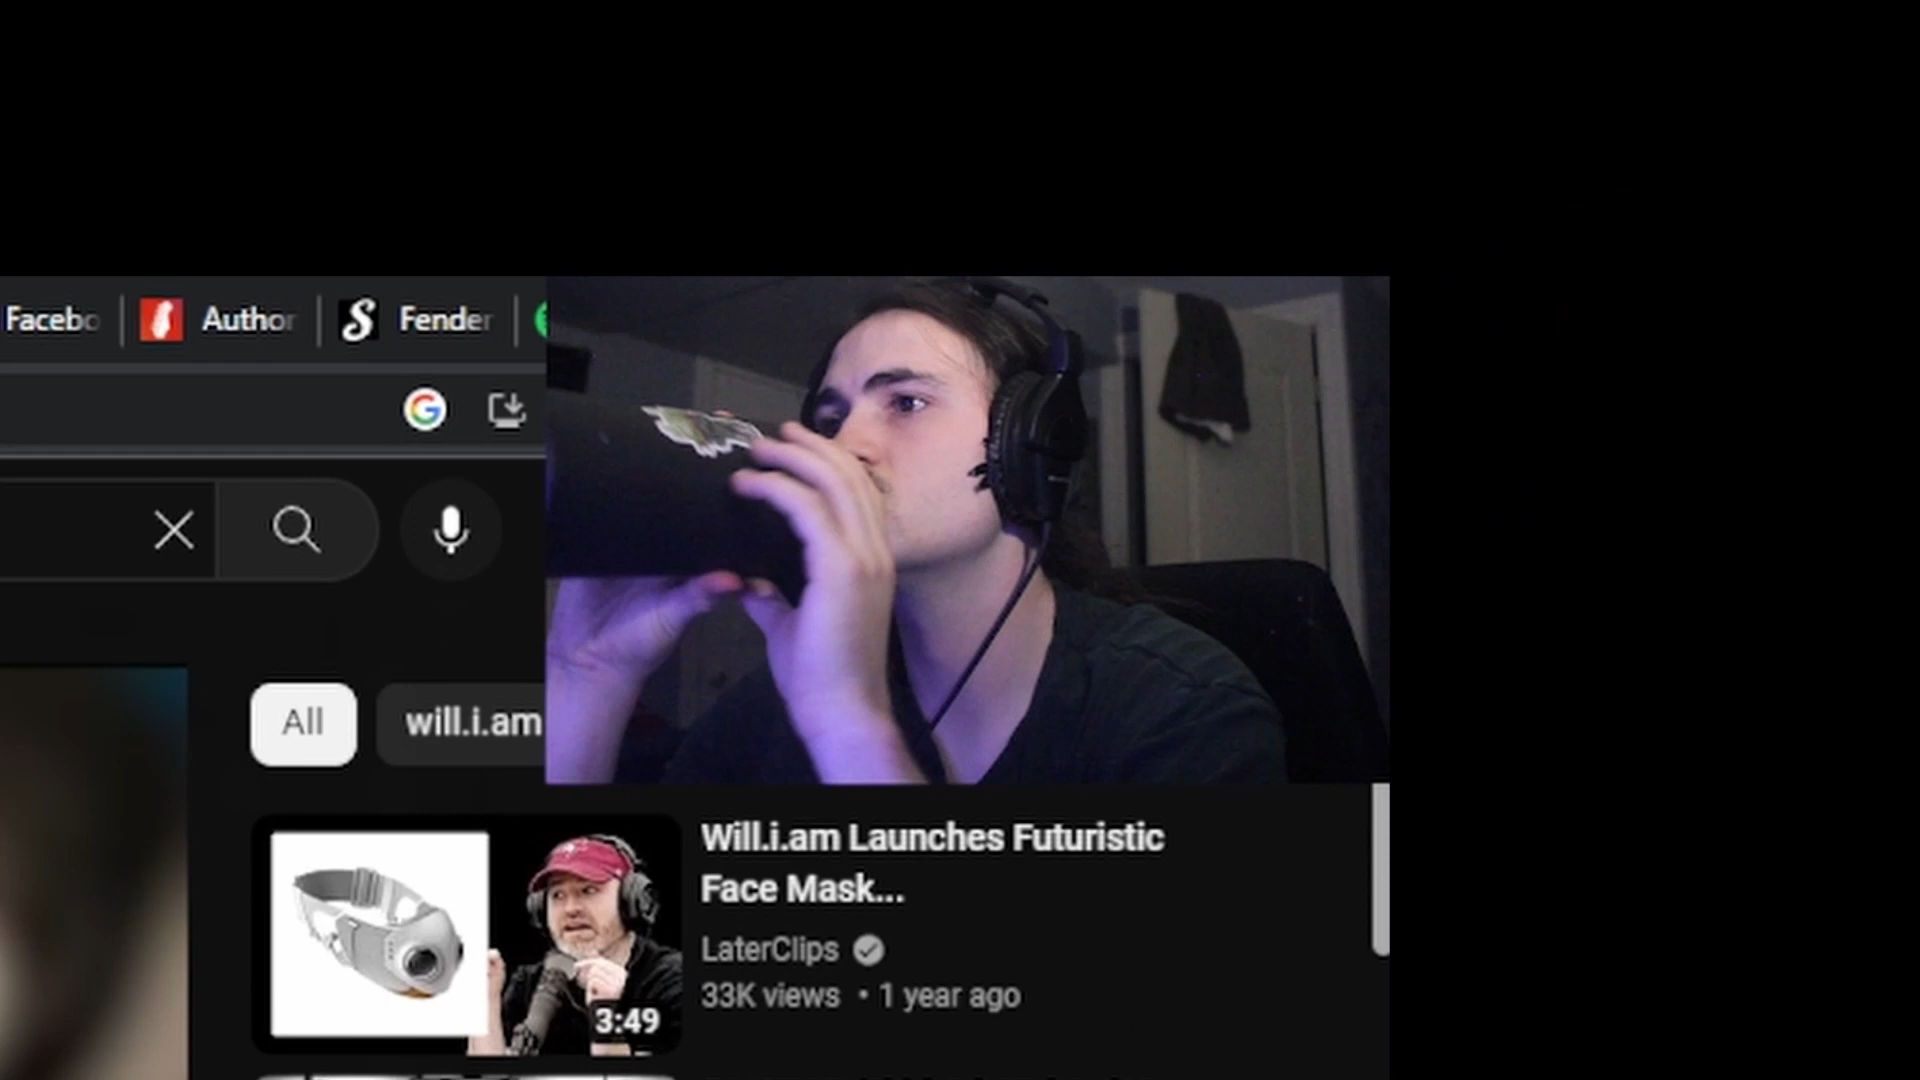 Facebo
Author
Fender
All
will.i.am
Will.i.am Launches Futuristic
Face Mask...
LaterClips
33K views • 1 year ago
3:49